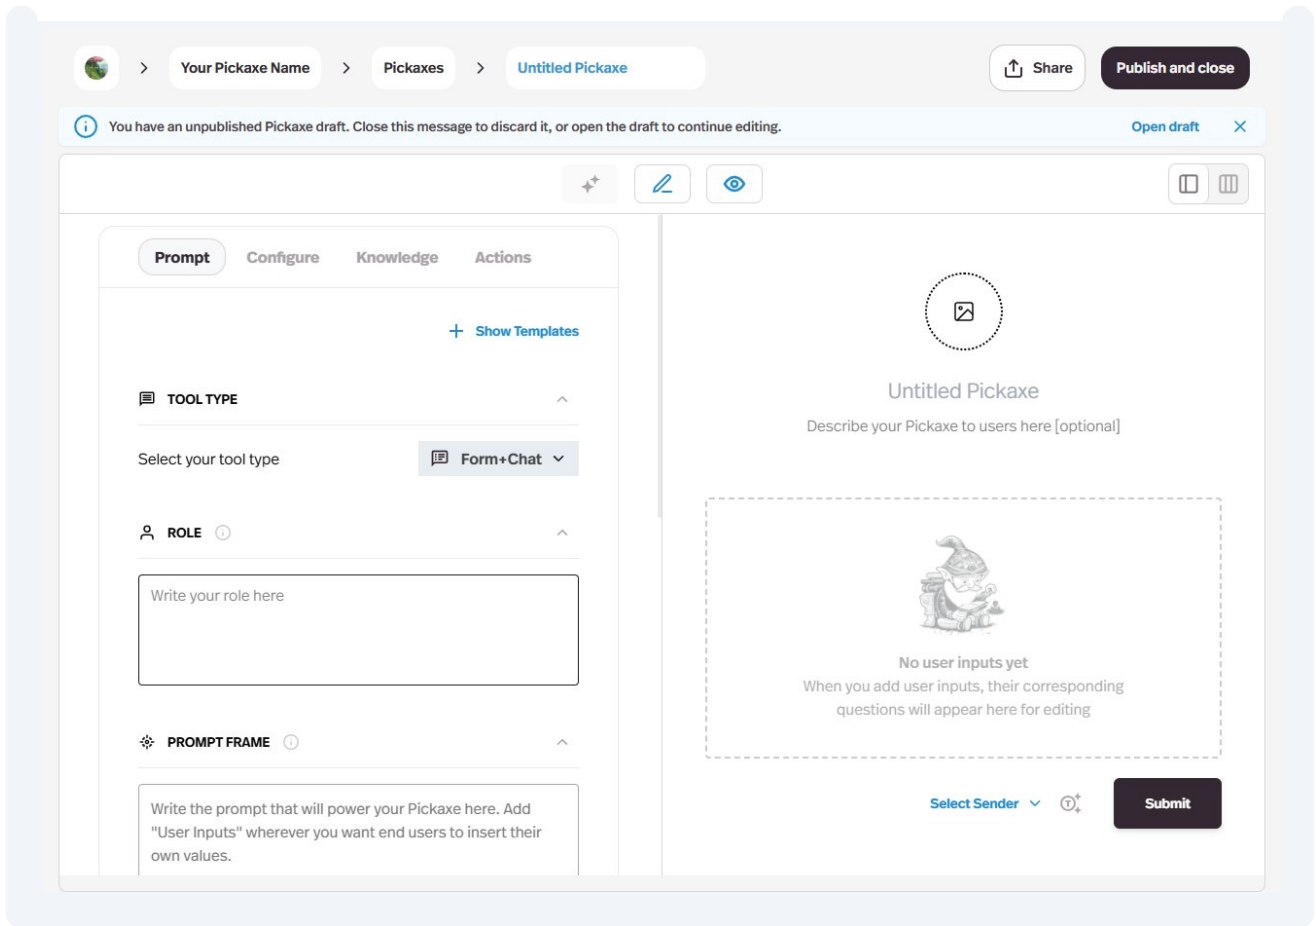 Your Pickaxe Name
Pickaxes
Untitled Pickaxe
Share
Publish and close
You have an unpublished Pickaxe draft. Close this message to discard it, or open the draft to continue editing.
Open draft
Prompt
Configure
Knowledge
Actions
Show Templates
TOOL TYPE
Select your tool type
Form+Chat
ROLE
Write your role here
PROMPT FRAME
Write the prompt that will power your Pickaxe here. Add
"User Inputs" wherever you want end users to insert their
own values.
Untitled Pickaxe
Describe your Pickaxe to users here [optional]
No user inputs yet
When you add user inputs, their corresponding
questions will appear here for editing
Select Sender
Submit